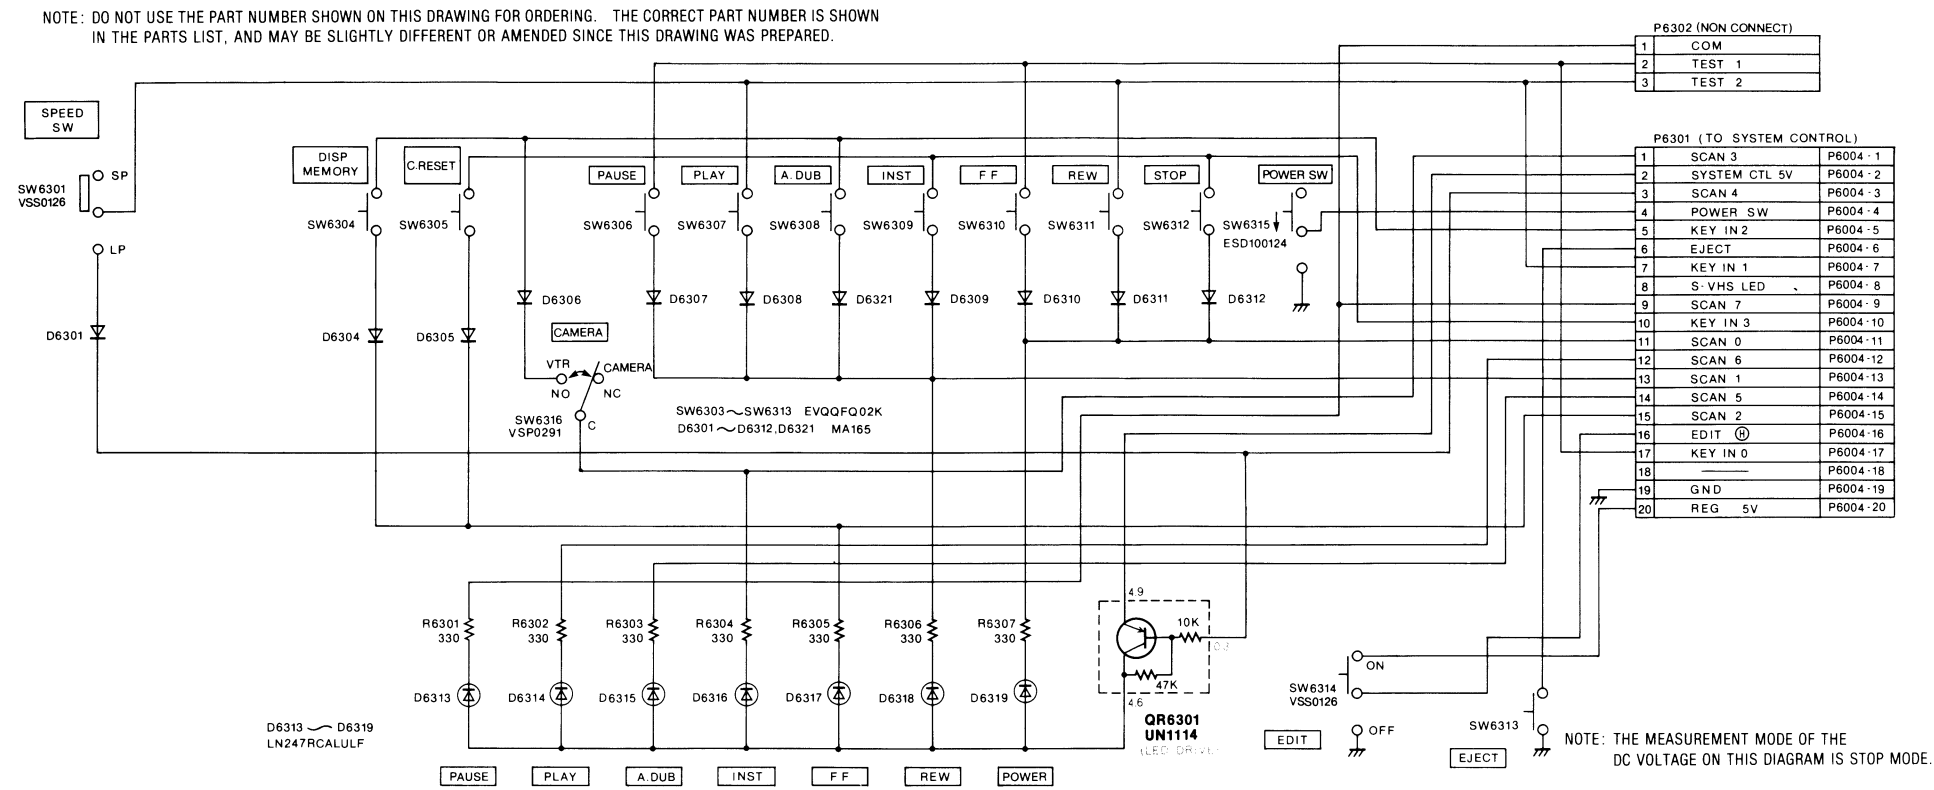 NOTE: DO NOT USE THE PART NUMBER SHOWN ON THIS DRAWING FOR ORDERING. THE CORRECT PART NUMBER IS SHOWN
IN THE PARTS LIST, AND MAY BE SLIGHTLY DIFFERENT OR AMENDED SINCE THIS DRAWING WAS PREPARED.
P6302 (NON CONNECT)
1 COM
2 TEST 1
3 TEST 2
SPEED
SW
SP
SW6301
VSS0126
LP
D6301
DISP
MEMORY
C.RESET
PAUSE
PLAY
A.DUB
INST
FF
REW
STOP
POWER SW
SW6304
SW6305
SW6306
SW6307
SW6308
SW6309
SW6310
SW6311
SW6312
SW6315
ESD100124
D6306
D6307
D6308
D6321
D6309
D6310
D6311
D6312
D6304
D6305
CAMERA
VTR
CAMERA
NO
NC
SW6316
VSP0291
C
SW6303~SW6313 EVQQFQ02K
D6301~D6312,D6321 MA165
P6301 (TO SYSTEM CONTROL)
1 SCAN 3 P6004-1
2 SYSTEM CTL 5V P6004-2
3 SCAN 4 P6004-3
4 POWER SW P6004-4
5 KEY IN 2 P6004-5
6 EJECT P6004-6
7 KEY IN 1 P6004-7
8 S-VHS LED P6004-8
9 SCAN 7 P6004-9
10 KEY IN 3 P6004-10
11 SCAN 0 P6004-11
12 SCAN 6 P6004-12
13 SCAN 1 P6004-13
14 SCAN 5 P6004-14
15 SCAN 2 P6004-15
16 EDIT Ⓗ P6004-16
17 KEY IN 0 P6004-17
18 P6004-18
19 GND P6004-19
20 REG 5V P6004-20
R6301
330
R6302
330
R6303
330
R6304
330
R6305
330
R6306
330
R6307
330
4.9
10K
47K
4.6
D6313
D6314
D6315
D6316
D6317
D6318
D6319
QR6301
UN1114
(LED DRIVE)
D6313~D6319
LN247RCALULF
PAUSE
PLAY
A.DUB
INST
FF
REW
POWER
ON
SW6314
VSS0126
OFF
EDIT
SW6313
EJECT
NOTE: THE MEASUREMENT MODE OF THE
DC VOLTAGE ON THIS DIAGRAM IS STOP MODE.